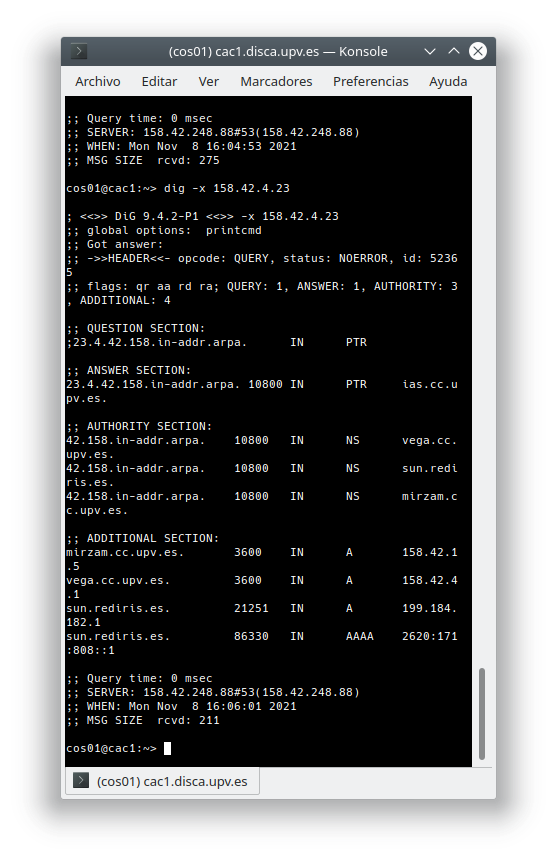 (cos01) cac1.disca.upv.es — Konsole
Archivo Editar Ver Marcadores Preferencias Ayuda
;; Query time: 0 msec
;; SERVER: 158.42.248.88#53(158.42.248.88)
;; WHEN: Mon Nov  8 16:04:53 2021
;; MSG SIZE  rcvd: 275
cos01@cac1:~> dig -x 158.42.4.23
; <<>> DiG 9.4.2-P1 <<>> -x 158.42.4.23
;; global options:  printcmd
;; Got answer:
;; ->>HEADER<<- opcode: QUERY, status: NOERROR, id: 5236
5
;; flags: qr aa rd ra; QUERY: 1, ANSWER: 1, AUTHORITY: 3
, ADDITIONAL: 4
;; QUESTION SECTION:
;23.4.42.158.in-addr.arpa.      IN      PTR
;; ANSWER SECTION:
23.4.42.158.in-addr.arpa. 10800 IN      PTR     ias.cc.u
pv.es.
;; AUTHORITY SECTION:
42.158.in-addr.arpa.    10800   IN      NS      vega.cc.
upv.es.
42.158.in-addr.arpa.    10800   IN      NS      sun.redi
ris.es.
42.158.in-addr.arpa.    10800   IN      NS      mirzam.c
c.upv.es.
;; ADDITIONAL SECTION:
mirzam.cc.upv.es.       3600    IN      A       158.42.1
.5
vega.cc.upv.es.         3600    IN      A       158.42.4
.1
sun.rediris.es.         21251   IN      A       199.184.
182.1
sun.rediris.es.         86330   IN      AAAA    2620:171
:808::1
;; Query time: 0 msec
;; SERVER: 158.42.248.88#53(158.42.248.88)
;; WHEN: Mon Nov  8 16:06:01 2021
;; MSG SIZE  rcvd: 211
cos01@cac1:~>
(cos01) cac1.disca.upv.es